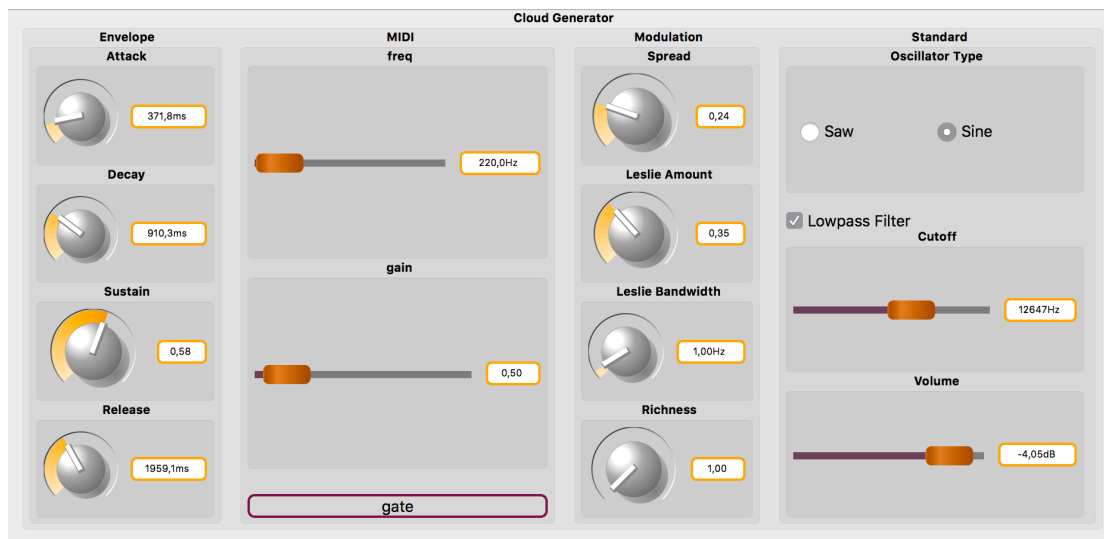 Cloud Generator
Envelope
Attack
371,8ms
Decay
910,3ms
Sustain
0,58
Release
1959,1ms
MIDI
freq
220,0Hz
gain
0,50
gate
Modulation
Spread
0,24
Leslie Amount
0,35
Leslie Bandwidth
1,00Hz
Richness
1,00
Standard
Oscillator Type
Saw Sine
Lowpass Filter
Cutoff
12647Hz
Volume
-4,05dB